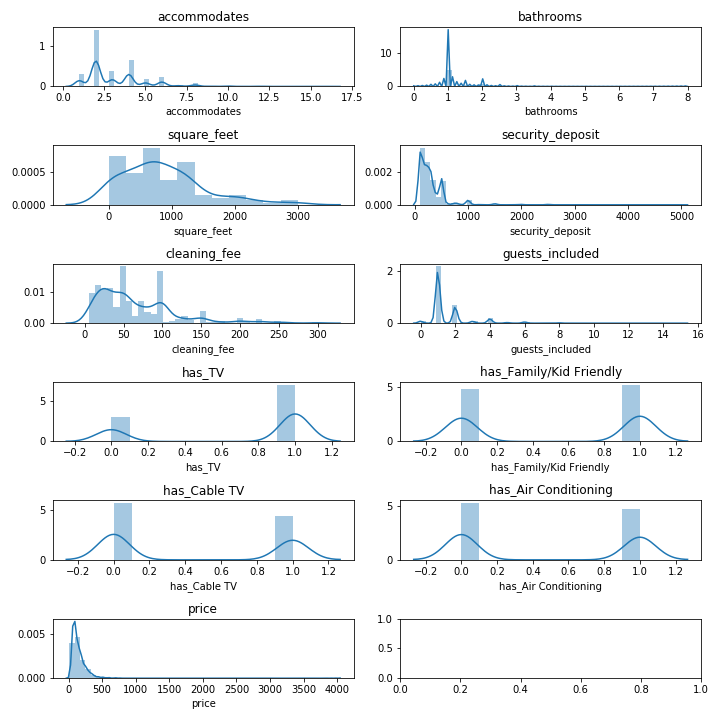 accommodates
1
0
0.0 2.5 5.0 7.5 10.0 12.5 15.0 17.5
accommodates
bathrooms
10
0
0 1 2 3 4 5 6 7 8
bathrooms
square_feet
0.0005
0.0000
0 1000 2000 3000
square_feet
security_deposit
0.002
0.000
0 1000 2000 3000 4000 5000
security_deposit
cleaning_fee
0.01
0.00
0 50 100 150 200 250 300
cleaning_fee
guests_included
2
0
0 2 4 6 8 10 12 14 16
guests_included
has_TV
5
0
−0.2 0.0 0.2 0.4 0.6 0.8 1.0 1.2
has_TV
has_Family/Kid Friendly
5
0
−0.2 0.0 0.2 0.4 0.6 0.8 1.0 1.2
has_Family/Kid Friendly
has_Cable TV
5
0
−0.2 0.0 0.2 0.4 0.6 0.8 1.0 1.2
has_Cable TV
has_Air Conditioning
5
0
−0.2 0.0 0.2 0.4 0.6 0.8 1.0 1.2
has_Air Conditioning
price
0.005
0.000
0 500 1000 1500 2000 2500 3000 3500 4000
price
1.0
0.5
0.0
0.0 0.2 0.4 0.6 0.8 1.0